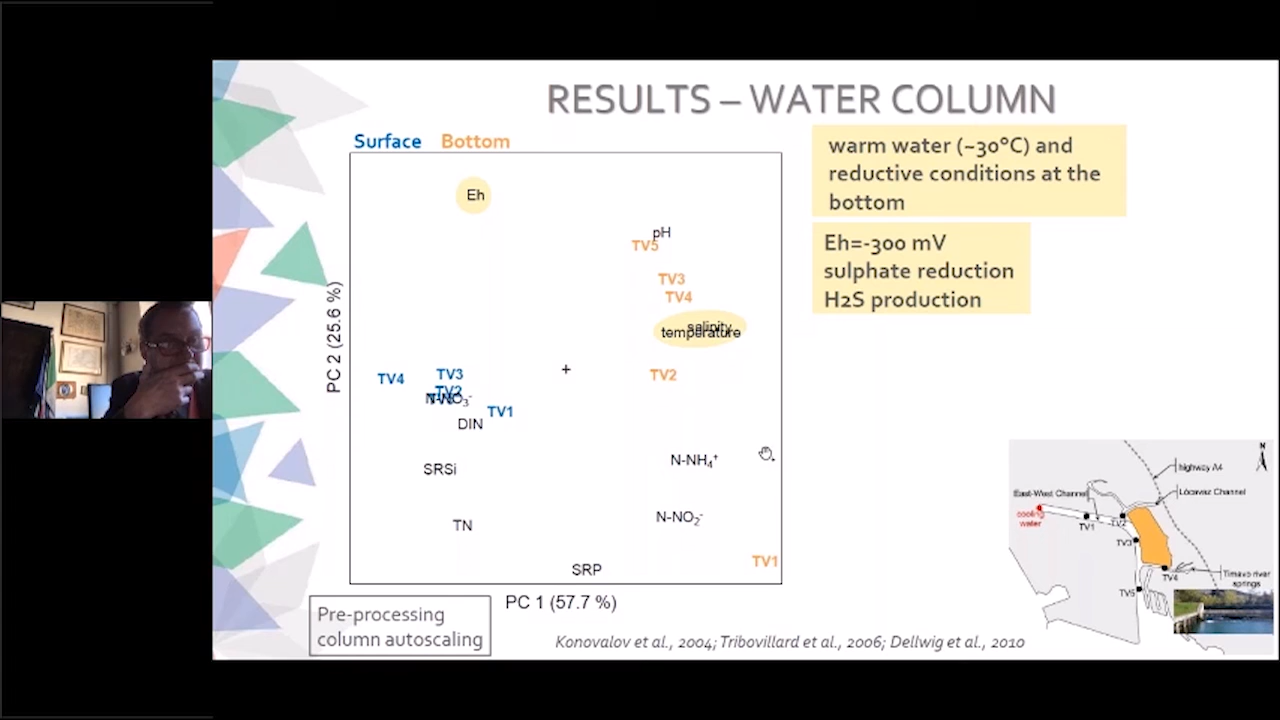 RESULTS – WATER COLUMN
Surface Bottom
warm water (~30°C) and
reductive conditions at the
bottom
Eh=-300 mV
sulphate reduction
H2S production
Eh
pH
TV5
TV3
TV4
salinity
temperature
TV2
TV4
TV3
TV2
N-NO3-
TV1
DIN
SRSi
TN
SRP
N-NH4+
N-NO2-
TV1
PC 2 (25.6 %)
PC 1 (57.7 %)
Pre-processing
column autoscaling
Konovalov et al., 2004; Tribovillard et al., 2006; Dellwig et al., 2010
N
highway A4
Lócavaz Channel
East-West Channel
cooling
water
TV1
TV2
TV3
TV4
TV5
Timavo river
springs